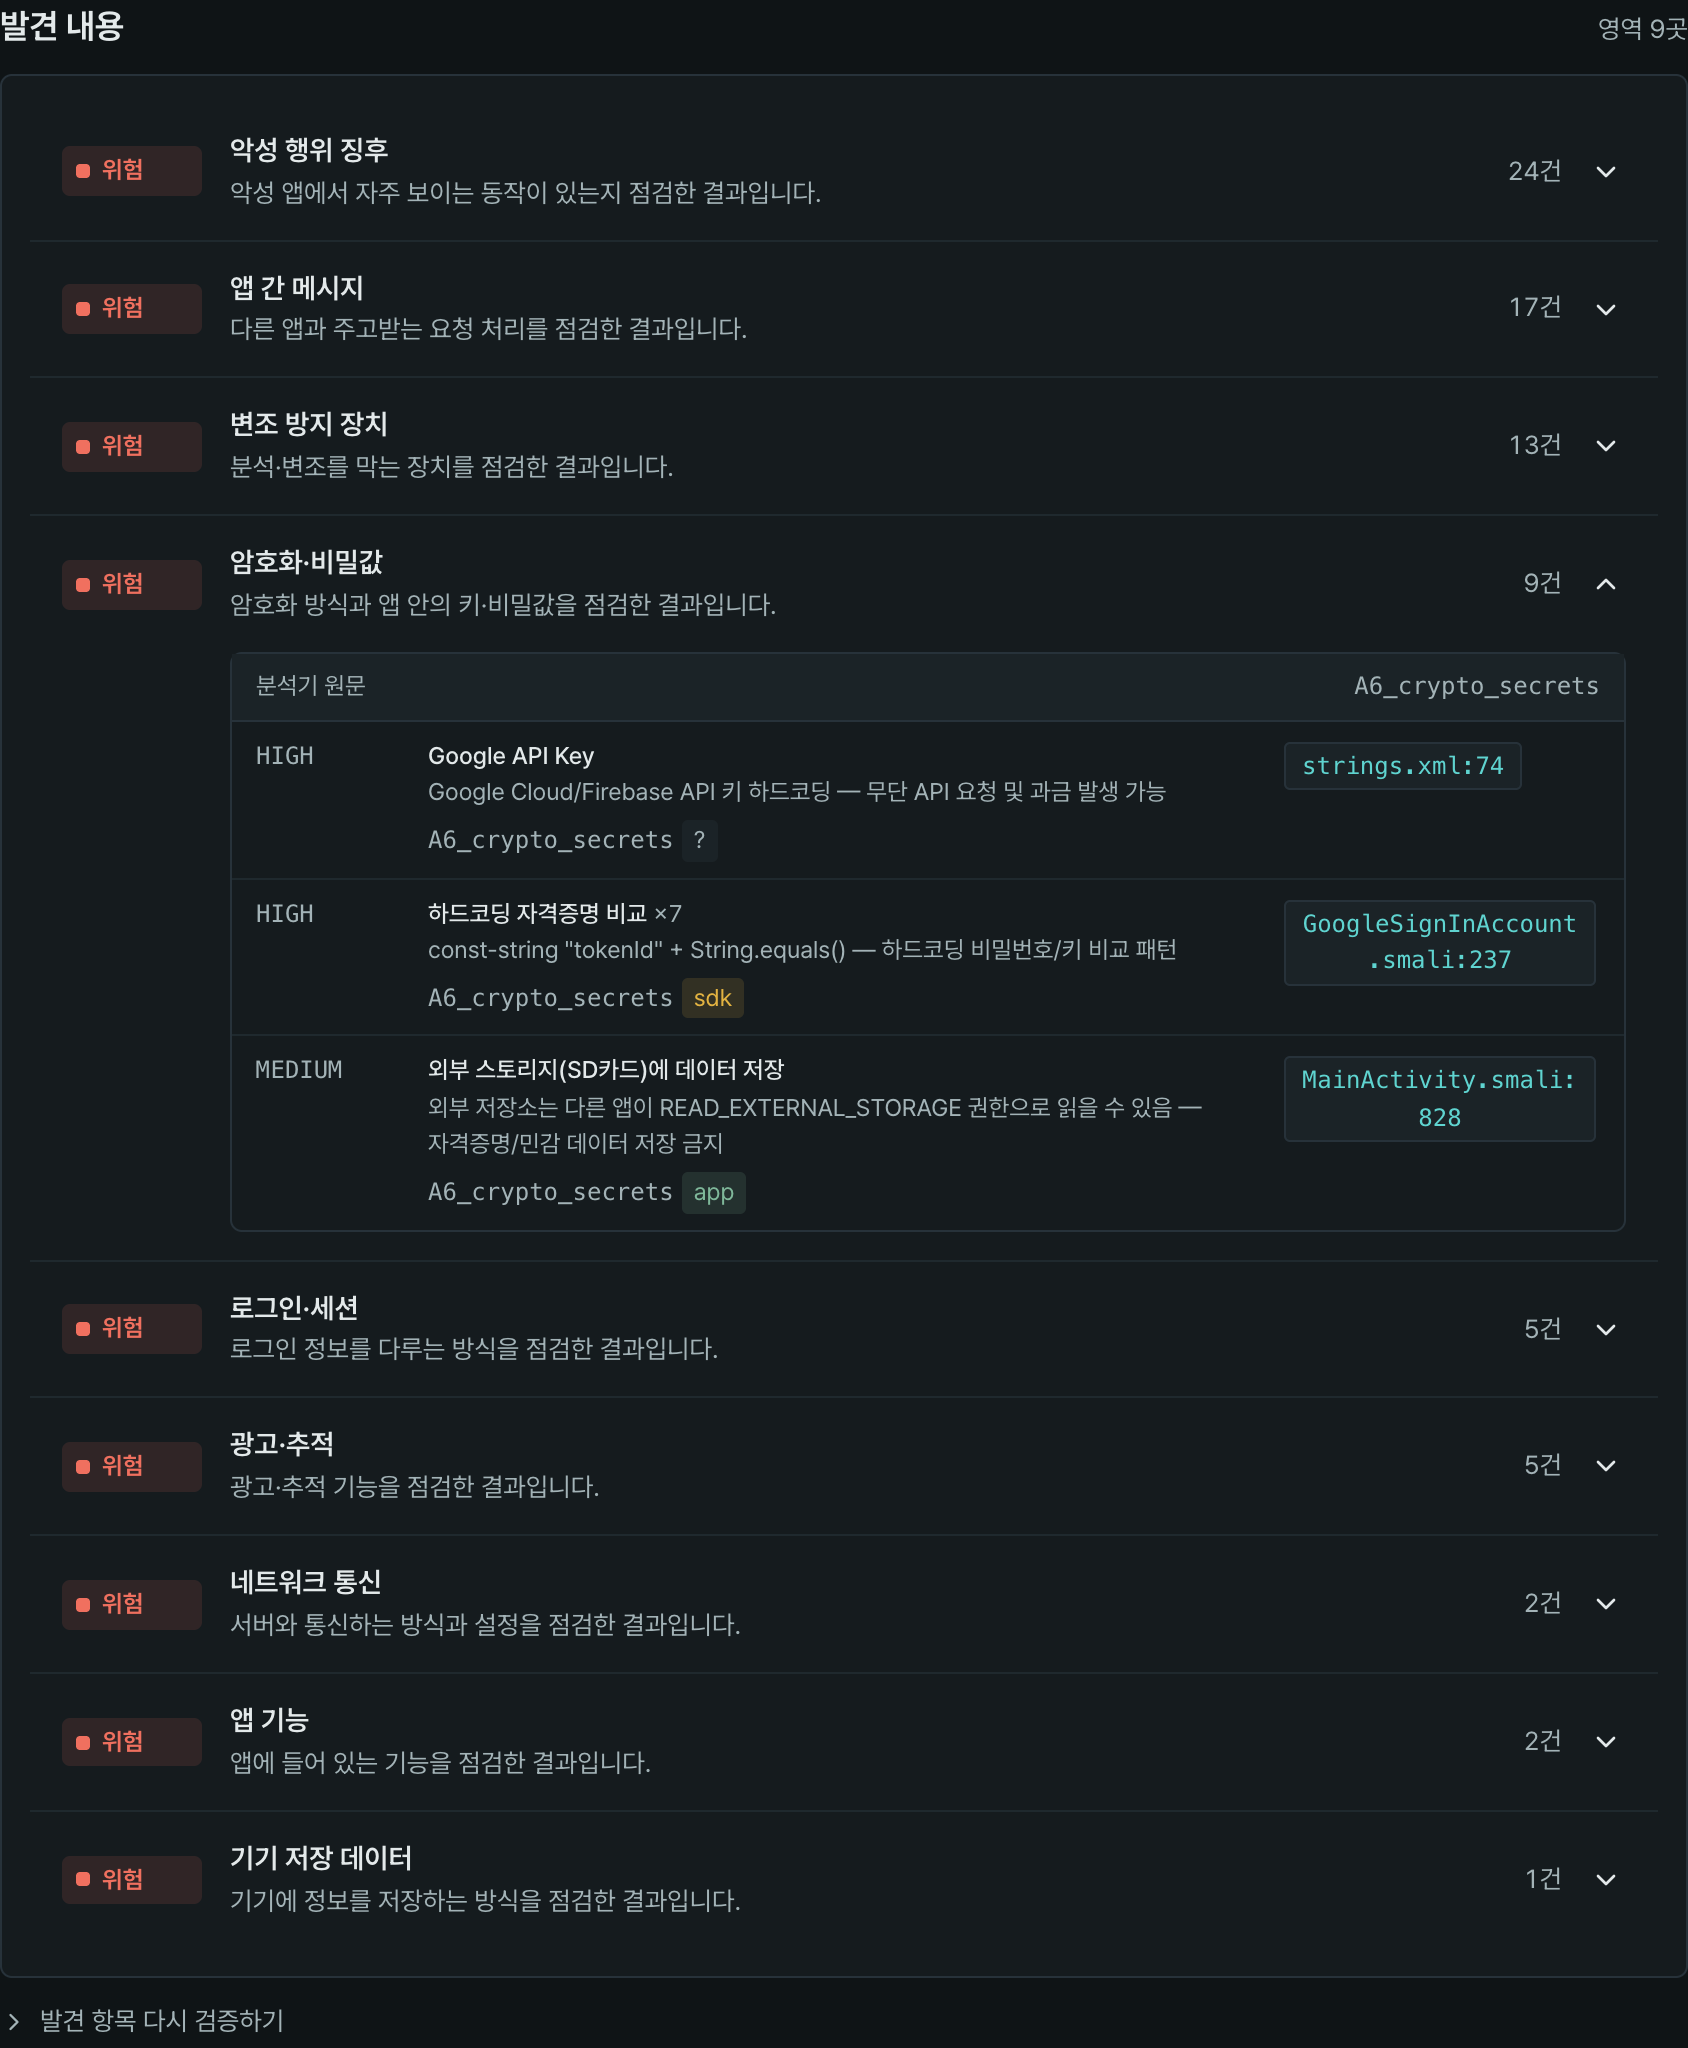 발견 내용
영역 9곳
위험
악성 행위 징후
악성 앱에서 자주 보이는 동작이 있는지 점검한 결과입니다.
24건
위험
앱 간 메시지
다른 앱과 주고받는 요청 처리를 점검한 결과입니다.
17건
위험
변조 방지 장치
분석·변조를 막는 장치를 점검한 결과입니다.
13건
위험
암호화·비밀값
암호화 방식과 앱 안의 키·비밀값을 점검한 결과입니다.
9건
분석기 원문
A6_crypto_secrets
HIGH
Google API Key
Google Cloud/Firebase API 키 하드코딩 — 무단 API 요청 및 과금 발생 가능
A6_crypto_secrets ?
strings.xml:74
HIGH
하드코딩 자격증명 비교 ×7
const-string "tokenId" + String.equals() — 하드코딩 비밀번호/키 비교 패턴
A6_crypto_secrets sdk
GoogleSignInAccount
.smali:237
MEDIUM
외부 스토리지(SD카드)에 데이터 저장
외부 저장소는 다른 앱이 READ_EXTERNAL_STORAGE 권한으로 읽을 수 있음 —
자격증명/민감 데이터 저장 금지
A6_crypto_secrets app
MainActivity.smali:
828
위험
로그인·세션
로그인 정보를 다루는 방식을 점검한 결과입니다.
5건
위험
광고·추적
광고·추적 기능을 점검한 결과입니다.
5건
위험
네트워크 통신
서버와 통신하는 방식과 설정을 점검한 결과입니다.
2건
위험
앱 기능
앱에 들어 있는 기능을 점검한 결과입니다.
2건
위험
기기 저장 데이터
기기에 정보를 저장하는 방식을 점검한 결과입니다.
1건
발견 항목 다시 검증하기